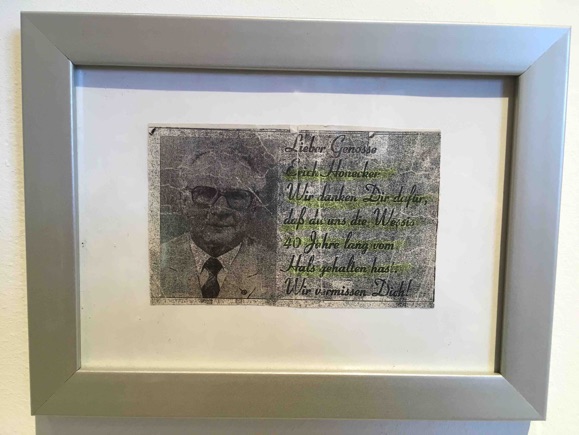 Lieber Genosse
Erich Honecker
Wir danken Dir dafür,
daß du uns die Wessis
40 Jahre lang vom
Hals gehalten hast.
Wir vermissen Dich!